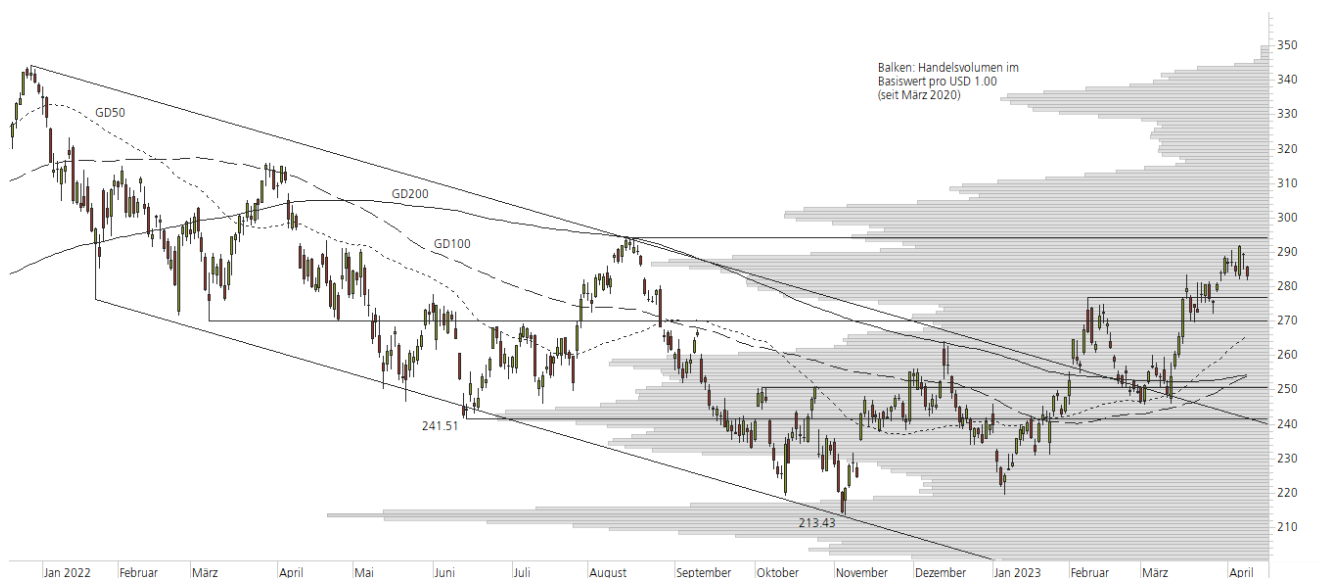 Balken: Handelsvolumen im
Basiswert pro USD 1.00
(seit März 2020)
GD50
GD200
GD100
241.51
213.43
350
340
330
320
310
300
290
280
270
260
250
240
230
220
210
Jan 2022 Februar März April Mai Juni Juli August September Oktober November Dezember Jan 2023 Februar März April